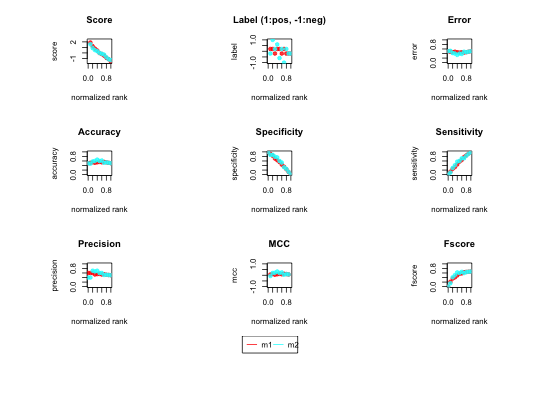 Score
Label (1:pos, -1:neg)
Error
score
-1 2
0.0 0.8
normalized rank
label
-1.0 1.0
0.0 0.8
normalized rank
error
0.0 0.8
0.0 0.8
normalized rank
Accuracy
Specificity
Sensitivity
accuracy
0.0 0.8
0.0 0.8
normalized rank
specificity
0.0 0.8
0.0 0.8
normalized rank
sensitivity
0.0 0.8
0.0 0.8
normalized rank
Precision
MCC
Fscore
precision
0.0 0.8
0.0 0.8
normalized rank
mcc
-1.0 1.0
0.0 0.8
normalized rank
fscore
0.0 0.8
0.0 0.8
normalized rank
m1 m2